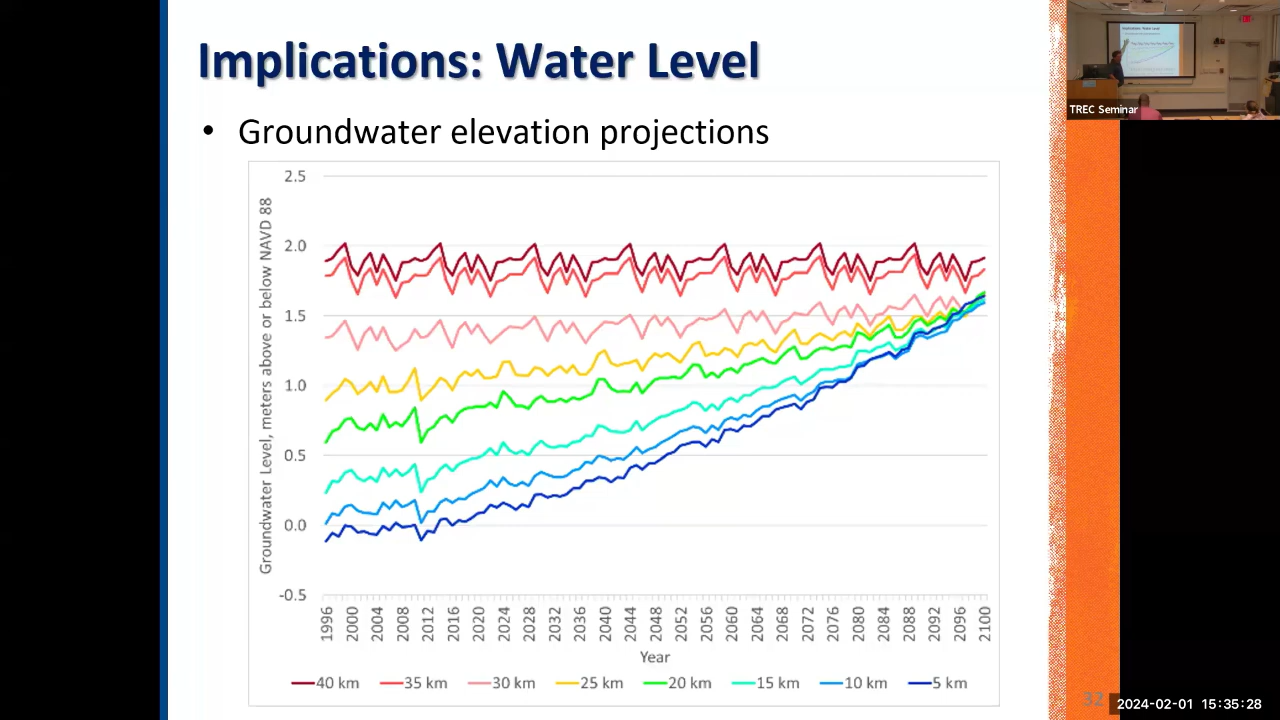 Implications: Water Level
• Groundwater elevation projections
Groundwater Level, meters above or below NAVD 88
2.5
2.0
1.5
1.0
0.5
0.0
-0.5
1996 2000 2004 2008 2012 2016 2020 2024 2028 2032 2036 2040 2044 2048 2052 2056 2060 2064 2068 2072 2076 2080 2084 2088 2092 2096 2100
Year
40 km 35 km 30 km 25 km 20 km 15 km 10 km 5 km
TREC Seminar
Implications: Water Level
32
2024-02-01 15:35:28